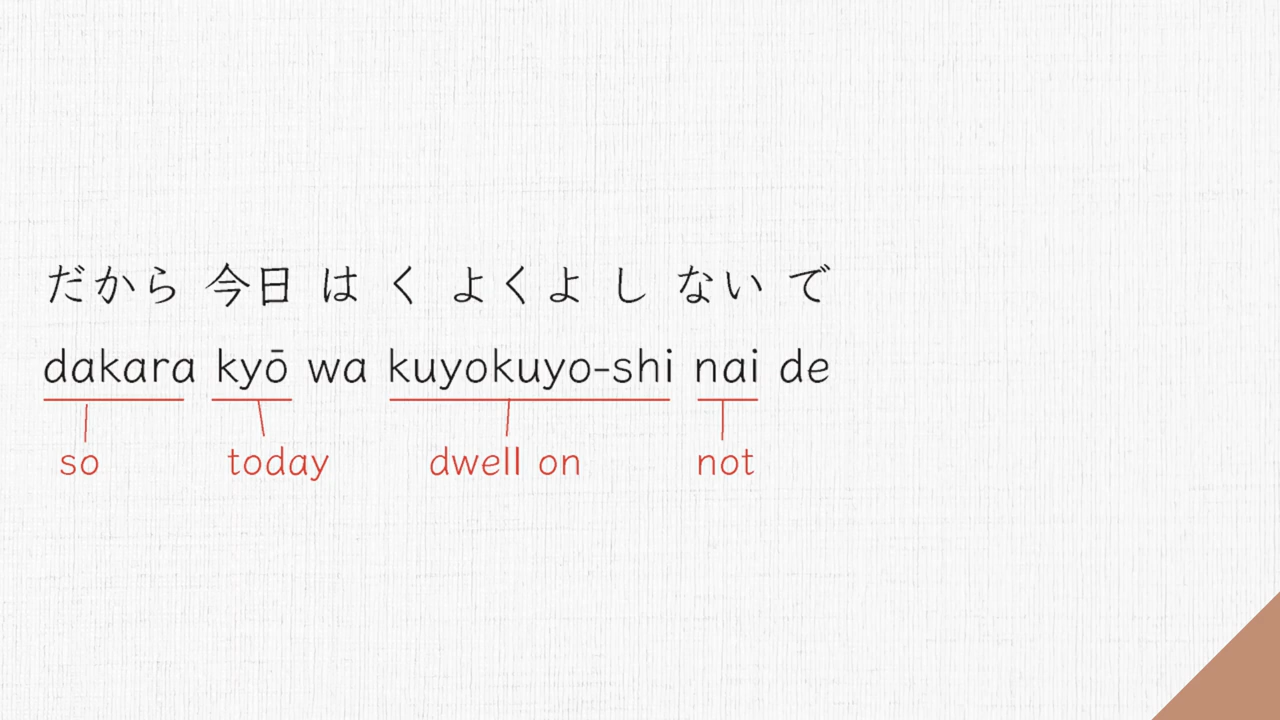 だから 今日 は く よくよ し ない で
dakara kyō wa kuyokuyo-shi nai de
so today dwell on not